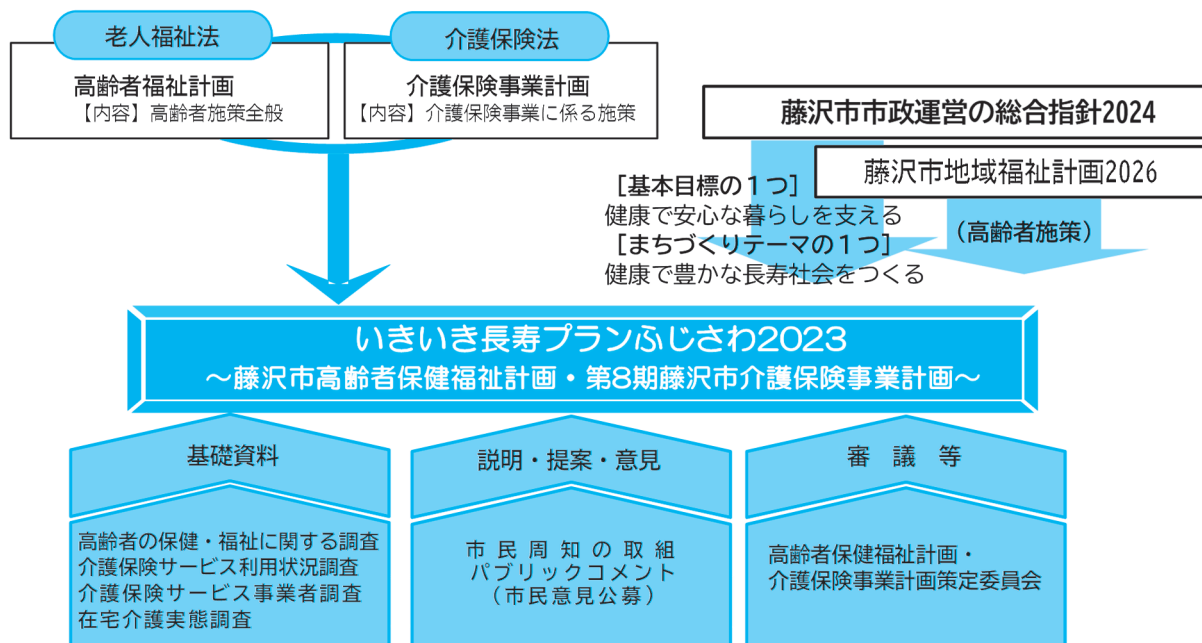 老人福祉法
高齢者福祉計画
【内容】高齢者施策全般
介護保険法
介護保険事業計画
【内容】介護保険事業に係る施策
藤沢市市政運営の総合指針2024
藤沢市地域福祉計画2026
［基本目標の１つ］
健康で安心な暮らしを支える
［まちづくりテーマの１つ］
健康で豊かな長寿社会をつくる
（高齢者施策）
いきいき長寿プランふじさわ2023
～藤沢市高齢者保健福祉計画・第8期藤沢市介護保険事業計画～
基礎資料
高齢者の保健・福祉に関する調査
介護保険サービス利用状況調査
介護保険サービス事業者調査
在宅介護実態調査
説明・提案・意見
市民周知の取組
パブリックコメント
（市民意見公募）
審議等
高齢者保健福祉計画・
介護保険事業計画策定委員会